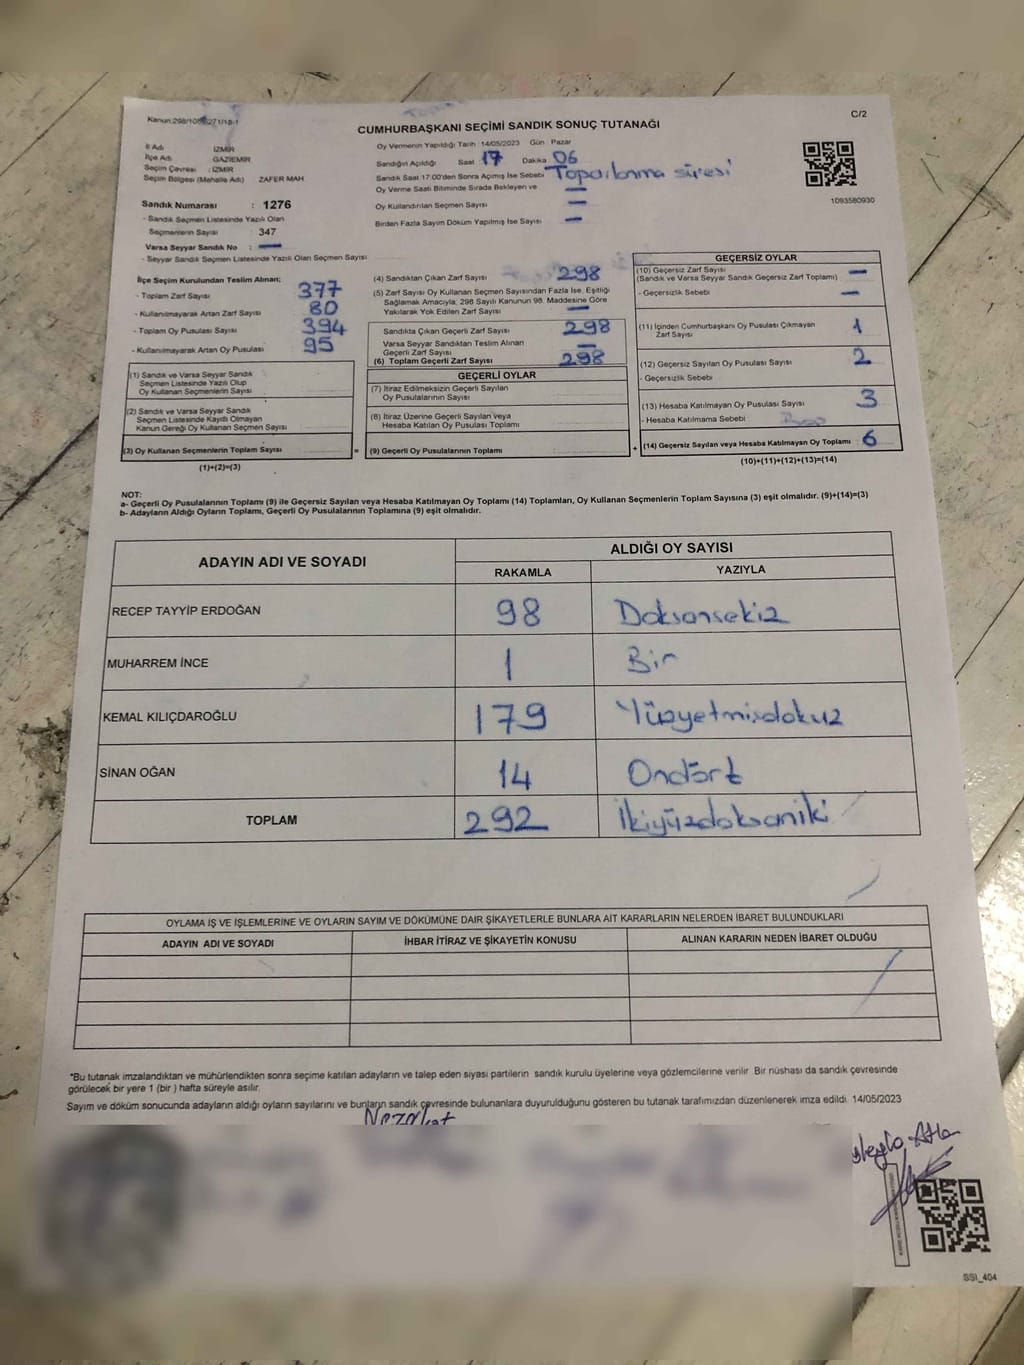 C/2
CUMHURBAŞKANI SEÇİMİ SANDIK SONUÇ TUTANAĞI
İl Adı İZMİR
İlçe Adı GAZİEMİR
Seçim Çevresi : İZMİR
Seçim Bölgesi (Mahalle Adı) ZAFER MAH
Sandık Numarası : 1276
- Sandık Seçmen Listesinde Yazılı Olan
Seçmenlerin Sayısı : 347
Varsa Seyyar Sandık No : —
- Seyyar Sandık Seçmen Listesinde Yazılı Olan Seçmen Sayısı
Oy Vermenin Yapıldığı Tarih 14/05/2023 Gün Pazar
Sandığın Açıldığı Saat 17 Dakika 06
Sandık Saat 17:00'den Sonra Açımış İse Sebebi Toparlanma süresi
Oy Verme Saati Bitiminde Sırada Bekleyen ve —
Oy Kullandırılan Seçmen Sayısı —
Birden Fazla Sayım Döküm Yapılmış İse Sayısı —
1093580930
İlçe Seçim Kurulundan Teslim Alınan:
- Toplam Zarf Sayısı 377
- Kullanılmayarak Artan Zarf Sayısı 80
- Toplam Oy Pusulası Sayısı 394
- Kullanılmayarak Artan Oy Pusulası 95
(1) Sandık ve Varsa Seyyar Sandık
Seçmen Listesinde Yazılı Olup
Oy Kullanan Seçmenlerin Sayısı
(2) Sandık ve Varsa Seyyar Sandık
Seçmen Listesinde Kayıtlı Olmayan
Kanun Gereği Oy Kullanan Seçmen Sayısı
(3) Oy Kullanan Seçmenlerin Toplam Sayısı
(1)+(2)=(3)
(4) Sandıktan Çıkan Zarf Sayısı 298
(5) Zarf Sayısı Oy Kullanan Seçmen Sayısından Fazla İse, Eşitliği
Sağlamak Amacıyla; 298 Sayılı Kanunun 98. Maddesine Göre
Yakılarak Yok Edilen Zarf Sayısı —
Sandıkta Çıkan Geçerli Zarf Sayısı 298
Varsa Seyyar Sandıktan Teslim Alınan
Geçerli Zarf Sayısı —
(6) Toplam Geçerli Zarf Sayısı 298
GEÇERLİ OYLAR
(7) İtiraz Edilmeksizin Geçerli Sayılan
Oy Pusulalarının Sayısı
(8) İtiraz Üzerine Geçerli Sayılan veya
Hesaba Katılan Oy Pusulası Toplamı
= (9) Geçerli Oy Pusulalarının Toplamı
GEÇERSİZ OYLAR
(10) Geçersiz Zarf Sayısı —
(Sandık ve Varsa Seyyar Sandık Geçersiz Zarf Toplamı)
- Geçersizlik Sebebi —
(11) İçinden Cumhurbaşkanı Oy Pusulası Çıkmayan
Zarf Sayısı 1
(12) Geçersiz Sayılan Oy Pusulası Sayısı 2
- Geçersizlik Sebebi
(13) Hesaba Katılmayan Oy Pusulası Sayısı 3
- Hesaba Katılmama Sebebi
+ (14) Geçersiz Sayılan veya Hesaba Katılmayan Oy Toplamı : 6
(10)+(11)+(12)+(13)=(14)
NOT:
a- Geçerli Oy Pusulalarının Toplamı (9) ile Geçersiz Sayılan veya Hesaba Katılmayan Oy Toplamı (14) Toplamları, Oy Kullanan Seçmenlerin Toplam Sayısına (3) eşit olmalıdır. (9)+(14)=(3)
b- Adayların Aldığı Oyların Toplamı, Geçerli Oy Pusulalarının Toplamına (9) eşit olmalıdır.
ADAYIN ADI VE SOYADI ALDIĞI OY SAYISI
RAKAMLA YAZIYLA
RECEP TAYYİP ERDOĞAN 98 Doksansekiz
MUHARREM İNCE 1 Bir
KEMAL KILIÇDAROĞLU 179 Yüzyetmişdokuz
SİNAN OĞAN 14 Ondört
TOPLAM 292 İkiyüzdoksaniki
OYLAMA İŞ VE İŞLEMLERİNE VE OYLARIN SAYIM VE DÖKÜMÜNE DAİR ŞİKAYETLERLE BUNLARA AİT KARARLARIN NELERDEN İBARET BULUNDUKLARI
ADAYIN ADI VE SOYADI İHBAR İTİRAZ VE ŞİKAYETİN KONUSU ALINAN KARARIN NEDEN İBARET OLDUĞU
*Bu tutanak imzalandıktan ve mühürlendikten sonra seçime katılan adayların ve talep eden siyasi partilerin sandık kurulu üyelerine veya gözlemcilerine verilir. Bir nüshası da sandık çevresinde
görülecek bir yere 1 (bir ) hafta süreyle asılır.
Sayım ve döküm sonucunda adayların aldığı oyların sayılarını ve bunların sandık çevresinde bulunanlara duyurulduğunu gösteren bu tutanak tarafımızdan düzenlenerek imza edildi. 14/05/2023
SSI_404